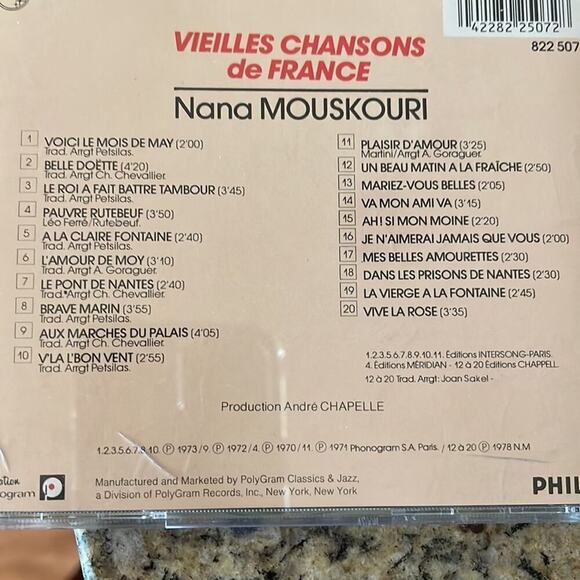 42282 25072
822 507
VIEILLES CHANSONS
de FRANCE
Nana MOUSKOURI
1 VOICI LE MOIS DE MAY (2'00)
Trad. Arrgt Petsilas.
2 BELLE DOËTTE (4'20)
Trad. Arrgt Ch. Chevallier.
3 LE ROI A FAIT BATTRE TAMBOUR (3'45)
Trad. Arrgt Petsilas.
4 PAUVRE RUTEBEUF (3'50)
Léo Ferré/Rutebeuf.
5 A LA CLAIRE FONTAINE (2'40)
Trad. Arrgt Petsilas.
6 L'AMOUR DE MOY (3'10)
Trad. Arrgt A. Goraguer.
7 LE PONT DE NANTES (2'40)
Trad. Arrgt Ch. Chevallier.
8 BRAVE MARIN (3'55)
Trad. Arrgt Petsilas.
9 AUX MARCHES DU PALAIS (4'05)
Trad. Arrgt Ch. Chevallier.
10 V'LA L'BON VENT (2'55)
Trad. Arrgt Petsilas.
11 PLAISIR D'AMOUR (3'25)
Martini/Arrgt A. Goraguer.
12 UN BEAU MATIN A LA FRAÎCHE (2'50)
13 MARIEZ-VOUS BELLES (2'05)
14 VA MON AMI VA (3'15)
15 AH! SI MON MOINE (2'20)
16 JE N'AIMERAI JAMAIS QUE VOUS (2'00)
17 MES BELLES AMOURETTES (2'30)
18 DANS LES PRISONS DE NANTES (2'30)
19 LA VIERGE A LA FONTAINE (2'45)
20 VIVE LA ROSE (3'35)
1.2.3.5.6.7.8.9.10.11. Éditions INTERSONG-PARIS.
4. Éditions MÉRIDIAN - 12 à 20 Éditions CHAPPELL.
12 à 20 Trad. Arrgt: Joan Sakel -
Production André CHAPELLE
1.2.3.5.6.7.8.10. Ⓟ 1973/9. Ⓟ 1972/4. Ⓟ 1970/11. Ⓟ 1971 Phonogram S.A. Paris. / 12 à 20 Ⓟ 1978 N.M
Manufactured and Marketed by PolyGram Classics & Jazz,
a Division of PolyGram Records, Inc., New York, New York
PHIL